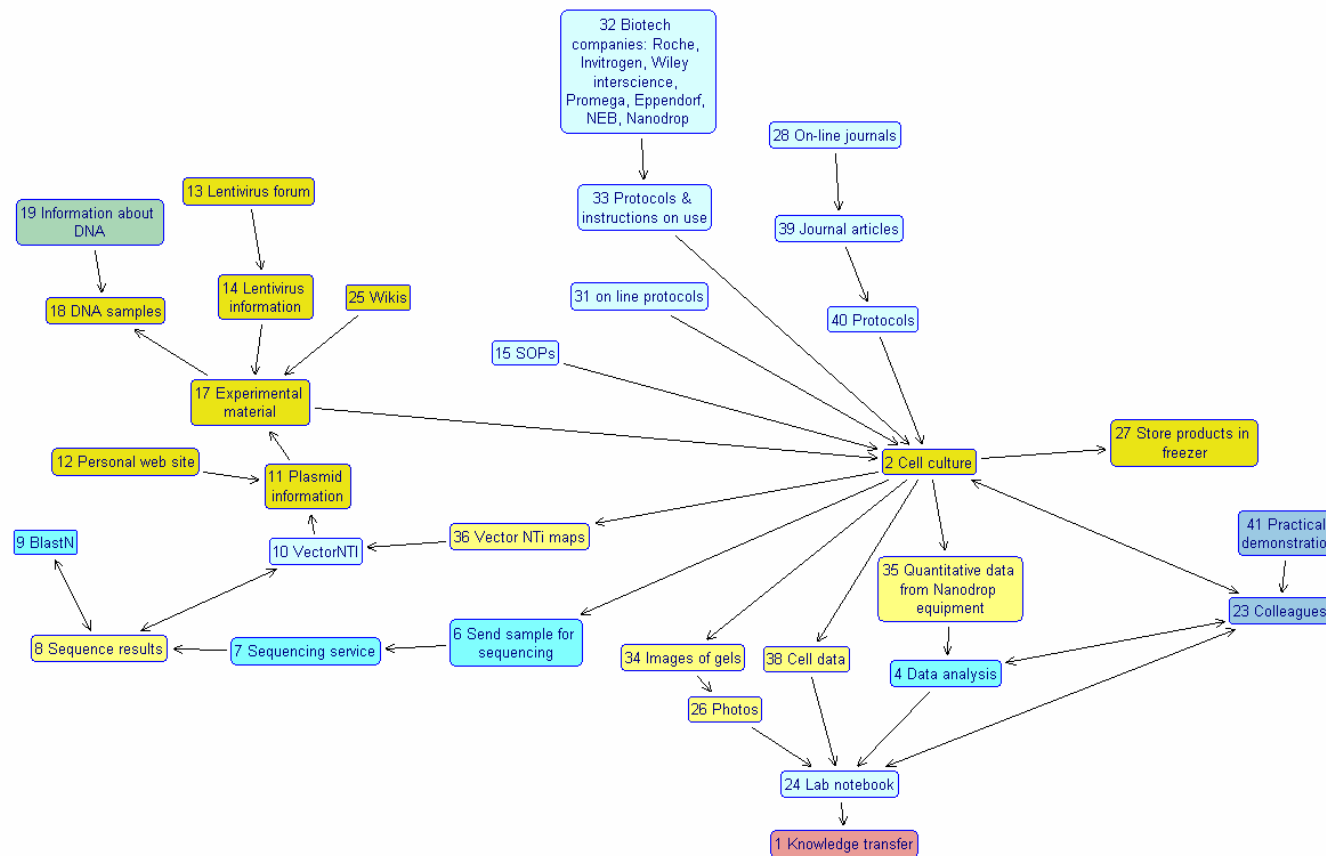 32 Biotech
companies: Roche,
Invitrogen, Wiley
interscience,
Promega, Eppendorf,
NEB, Nanodrop
28 On-line journals
13 Lentivirus forum
33 Protocols &
instructions on use
19 Information about
DNA
39 Journal articles
14 Lentivirus
information
25 Wikis
31 on line protocols
18 DNA samples
40 Protocols
15 SOPs
17 Experimental
material
27 Store products in
freezer
12 Personal web site
2 Cell culture
11 Plasmid
information
41 Practical
demonstration
9 BlastN
10 VectorNTI
36 Vector NTi maps
35 Quantitative data
from Nanodrop
equipment
23 Colleagues
8 Sequence results
7 Sequencing service
6 Send sample for
sequencing
34 Images of gels
38 Cell data
4 Data analysis
26 Photos
24 Lab notebook
1 Knowledge transfer